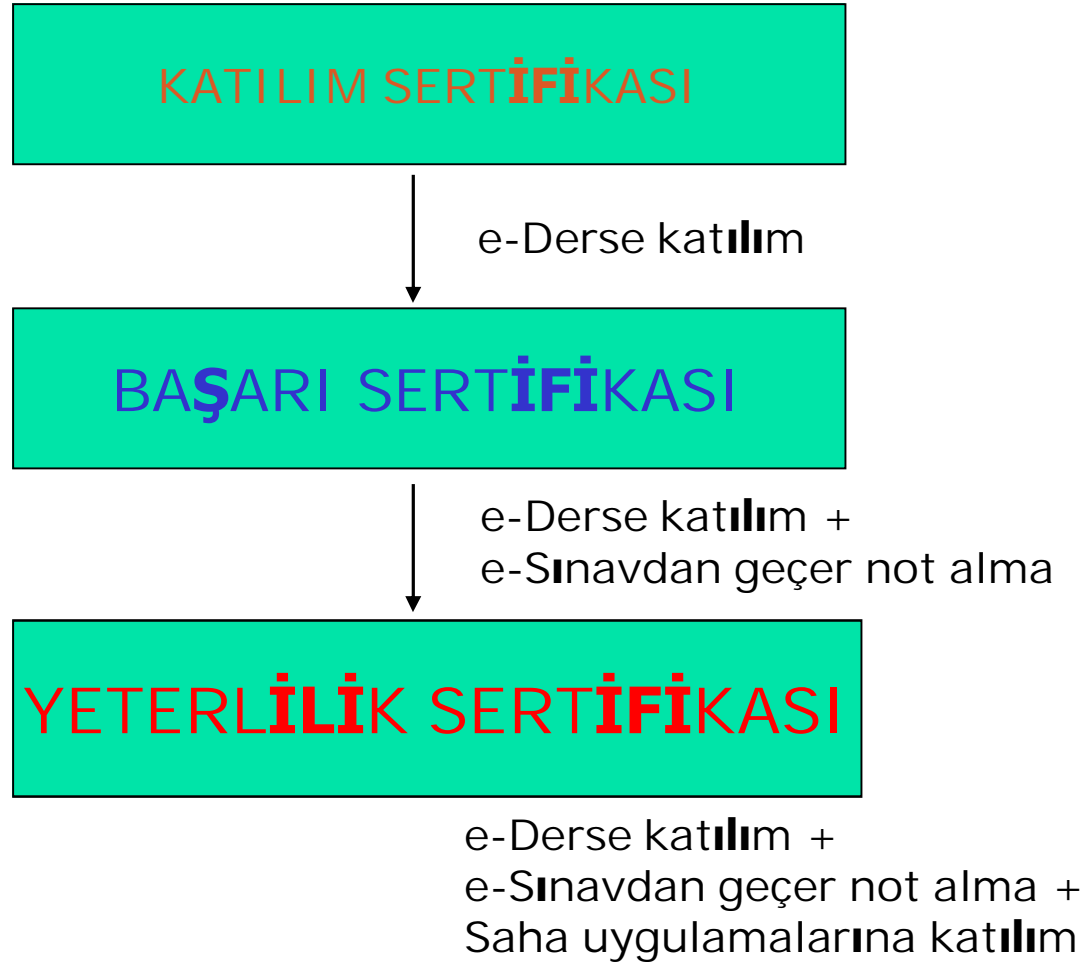 KATILIM SERTİFİKASI
e-Derse katılım
BAŞARI SERTİFİKASI
e-Derse katılım +
e-Sınavdan geçer not alma
YETERLİLİK SERTİFİKASI
e-Derse katılım +
e-Sınavdan geçer not alma +
Saha uygulamalarına katılım